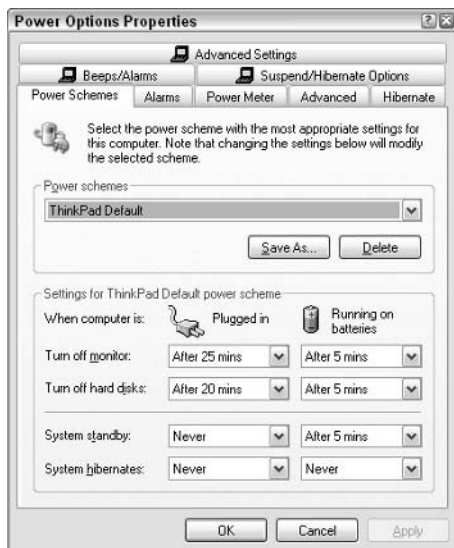 Power Options Properties
Advanced Settings
Beeps/Alarms Suspend/Hibernate Options
Power Schemes Alarms Power Meter Advanced Hibernate
Select the power scheme with the most appropriate settings for
this computer. Note that changing the settings below will modify
the selected scheme.
Power schemes
ThinkPad Default
Save As... Delete
Settings for ThinkPad Default power scheme
When computer is: Plugged in Running on
batteries
Turn off monitor: After 25 mins After 5 mins
Turn off hard disks: After 20 mins After 5 mins
System standby: Never After 5 mins
System hibernates: Never Never
OK Cancel Apply